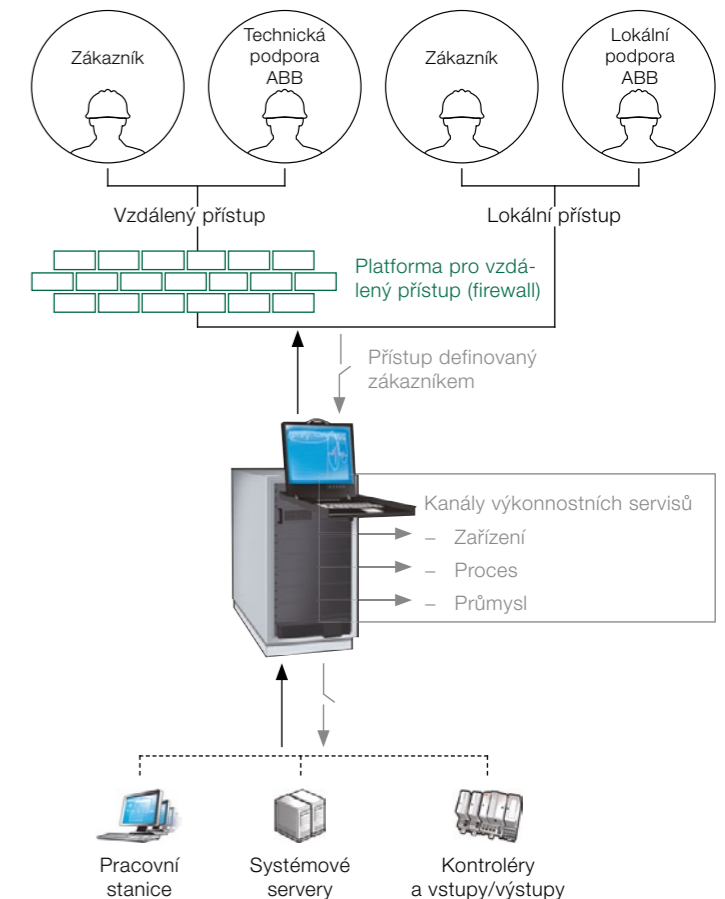 Zákazník
Technická
podpora
ABB
Zákazník
Lokální
podpora
ABB
Vzdálený přístup
Lokální přístup
Platforma pro vzdá-
lený přístup (firewall)
Přístup definovaný
zákazníkem
Kanály výkonnostních servisů
– Zařízení
– Proces
– Průmysl
Pracovní
stanice
Systémové
servery
Kontroléry
a vstupy/výstupy